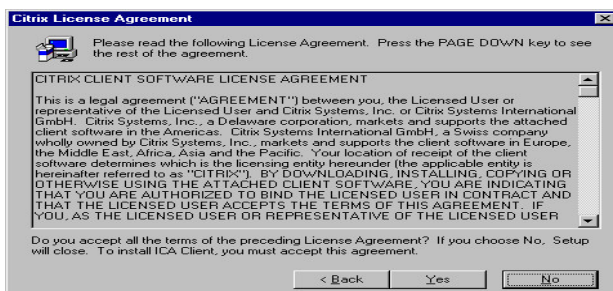 Citrix License Agreement
Please read the following License Agreement. Press the PAGE DOWN key to see
the rest of the agreement.
CITRIX CLIENT SOFTWARE LICENSE AGREEMENT
This is a legal agreement ("AGREEMENT") between you, the Licensed User or
representative of the Licensed User and Citrix Systems, Inc. or Citrix Systems International
GmbH. Citrix Systems, Inc., a Delaware corporation, markets and supports the attached
client software in the Americas. Citrix Systems International GmbH, a Swiss company
wholly owned by Citrix Systems, Inc., markets and supports the client software in Europe,
the Middle East, Africa, Asia and the Pacific. Your location of receipt of the client
software determines which is the licensing entity hereunder (the applicable entity is
hereinafter referred to as "CITRIX"). BY DOWNLOADING, INSTALLING, COPYING OR
OTHERWISE USING THE ATTACHED CLIENT SOFTWARE, YOU ARE INDICATING
THAT YOU ARE AUTHORIZED TO BIND THE LICENSED USER IN CONTRACT AND
THAT THE LICENSED USER ACCEPTS THE TERMS OF THIS AGREEMENT. IF
YOU, AS THE LICENSED USER OR REPRESENTATIVE OF THE LICENSED USER
Do you accept all the terms of the preceding License Agreement? If you choose No, Setup
will close. To install ICA Client, you must accept this agreement.
< Back Yes No